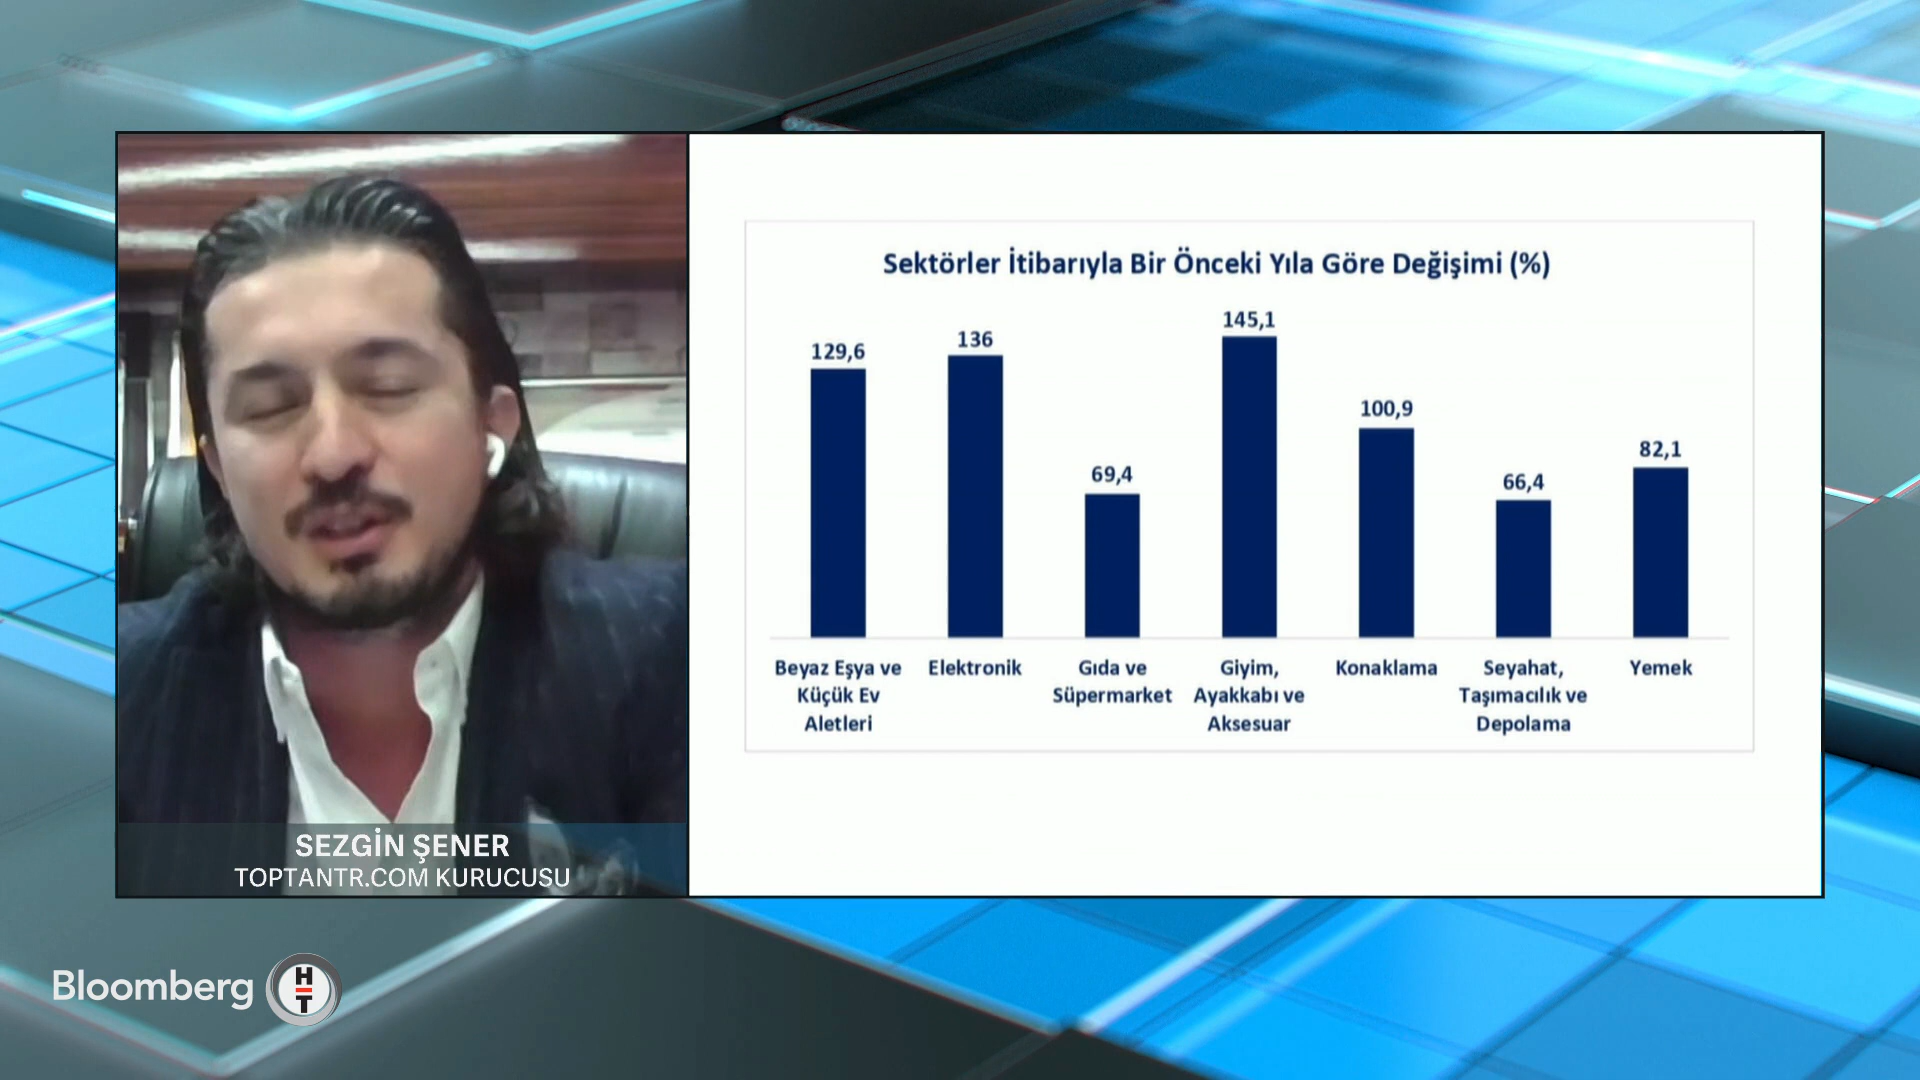 Sektörler İtibarıyla Bir Önceki Yıla Göre Değişimi (%)
129,6
136
69,4
145,1
100,9
66,4
82,1
Beyaz Eşya ve
Küçük Ev
Aletleri
Elektronik
Gıda ve
Süpermarket
Giyim,
Ayakkabı ve
Aksesuar
Konaklama
Seyahat,
Taşımacılık ve
Depolama
Yemek
SEZGİN ŞENER
TOPTANTR.COM KURUCUSU
Bloomberg HT